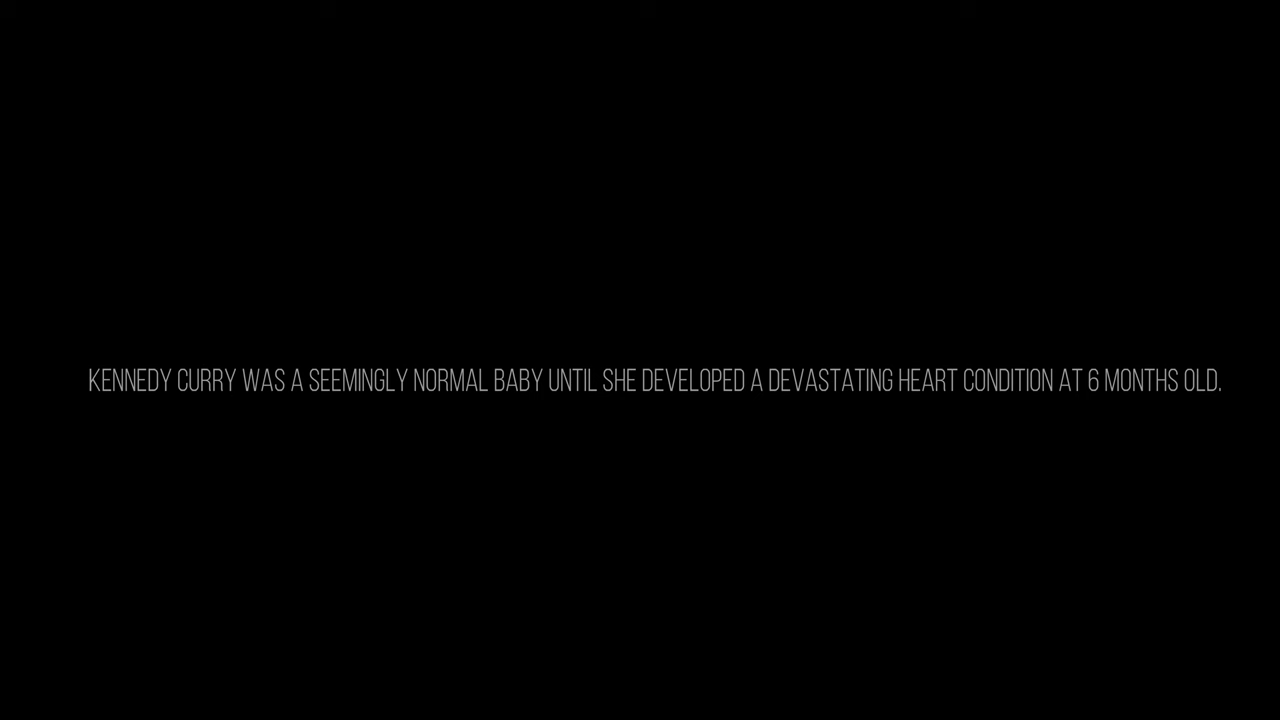 KENNEDY CURRY WAS A SEEMINGLY NORMAL BABY UNTIL SHE DEVELOPED A DEVASTATING HEART CONDITION AT 6 MONTHS OLD.